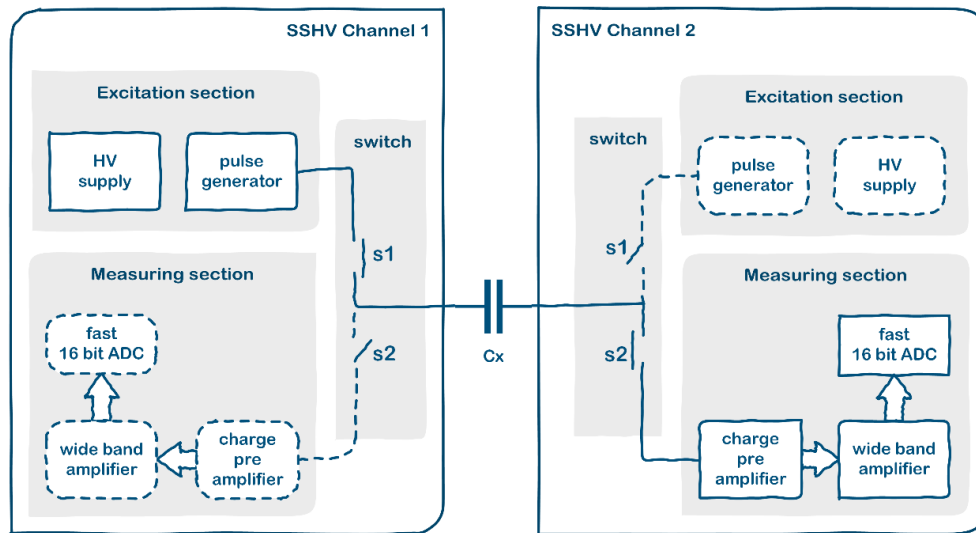 SSHV Channel 1
Excitation section
HV
supply
pulse
generator
switch
s1
Measuring section
fast
16 bit ADC
s2
wide band
amplifier
charge
pre
amplifier
Cx
SSHV Channel 2
Excitation section
switch
pulse
generator
HV
supply
s1
Measuring section
s2
fast
16 bit ADC
charge
pre
amplifier
wide band
amplifier